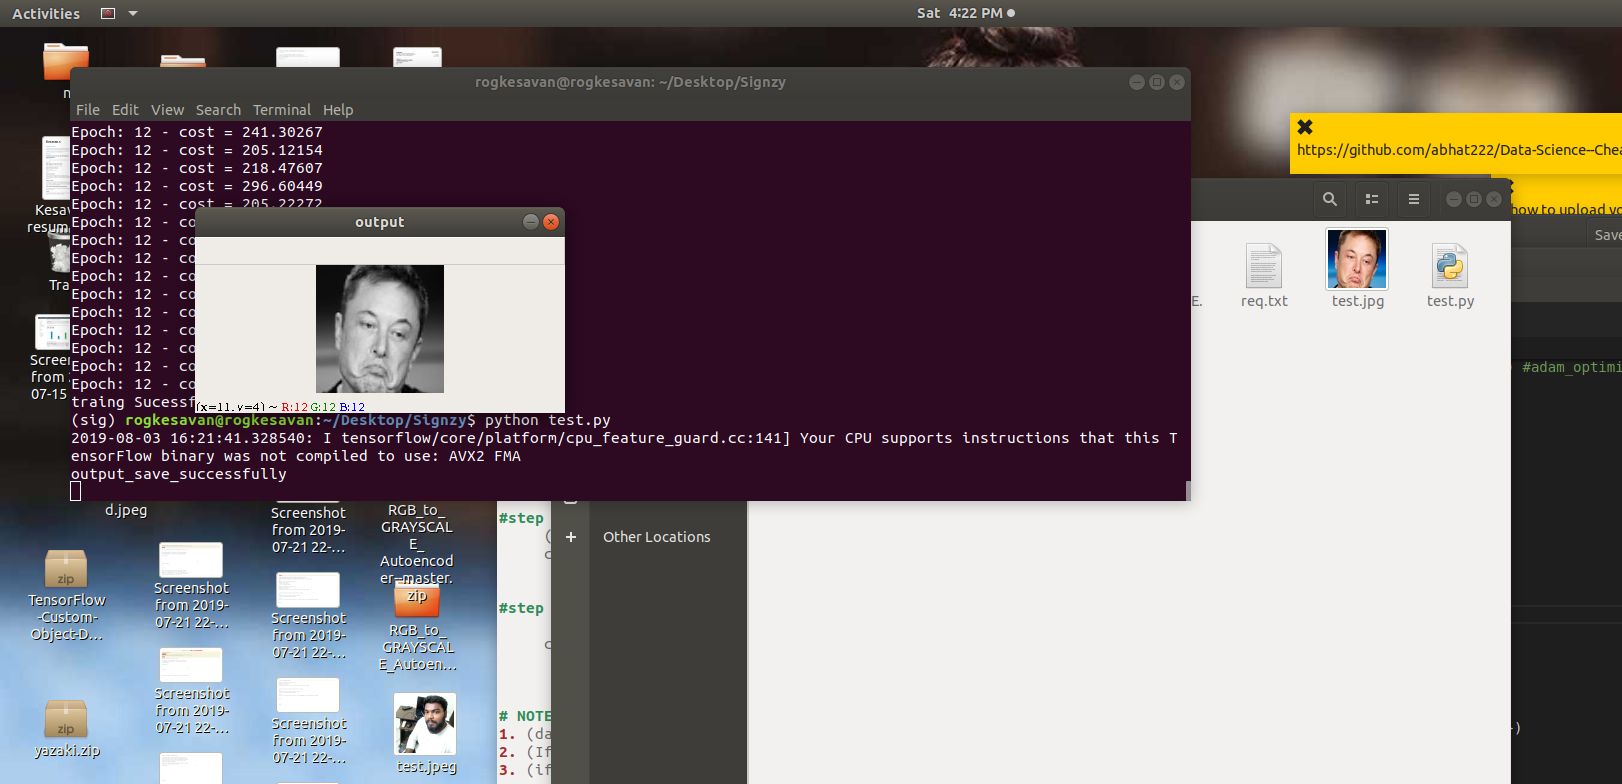 Activities
Sat 4:22 PM
rogkesavan@rogkesavan: ~/Desktop/Signzy
File Edit View Search Terminal Help
Epoch: 12 - cost = 241.30267
Epoch: 12 - cost = 205.12154
Epoch: 12 - cost = 218.47607
Epoch: 12 - cost = 296.60449
Epoch: 12 - cost = 205.22272
Epoch: 12 - co
Epoch: 12 - co
Epoch: 12 - co
Epoch: 12 - co
Epoch: 12 - co
Epoch: 12 - co
Epoch: 12 - co
Epoch: 12 - co
Epoch: 12 - co
Epoch: 12 - co
traing Sucessf
(sig) rogkesavan@rogkesavan:~/Desktop/Signzy$ python test.py
2019-08-03 16:21:41.328540: I tensorflow/core/platform/cpu_feature_guard.cc:141] Your CPU supports instructions that this T
ensorFlow binary was not compiled to use: AVX2 FMA
output_save_successfully
output
(x=11, y=4) ~ R:12 G:12 B:12
https://github.com/abhat222/Data-Science--Chea
how to upload yo
Save
E.
req.txt
test.jpg
test.py
#adam_optimi
Kesav
resum
Tra
Screen
from 2
07-15
d.jpeg
Screenshot
from 2019-
07-21 22-...
RGB_to_
GRAYSCAL
E_
Autoencod
er--master.
zip
zip
TensorFlow
-Custom-
Object-D...
Screenshot
from 2019-
07-21 22-...
Screenshot
from 2019-
07-21 22-...
RGB_to_
GRAYSCAL
E_Autoen...
zip
yazaki.zip
Screenshot
from 2019-
07-21 22-...
Screenshot
from 2019-
07-21 22-...
test.jpeg
#step
(
c
#step
c
# NOTE
1. (da
2. (If
3. (if
Other Locations
)